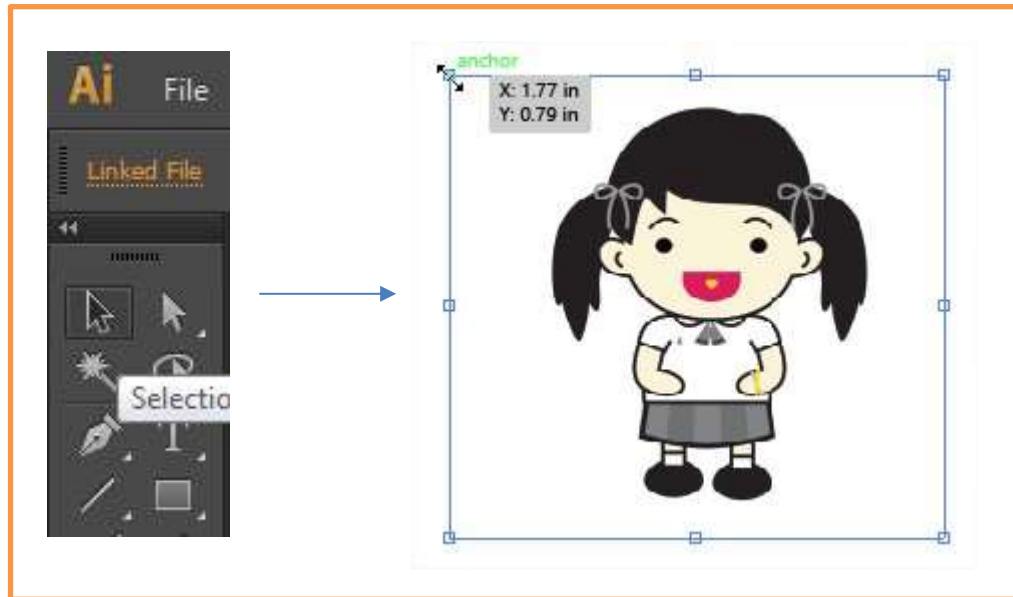 Ai File
Linked File
Selectio
anchor
X: 1.77 in
Y: 0.79 in